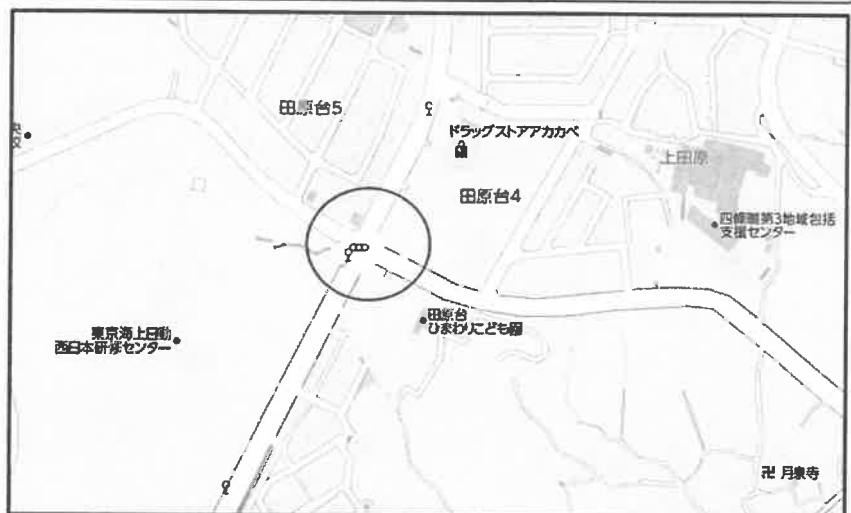 田原台5
ドラッグストアアカカベ
上田原
田原台4
四條畷第3地域包括
支援センター
田原台
ひまわりこども園
東京海上日動
西日本研修センター
卍 月泉寺